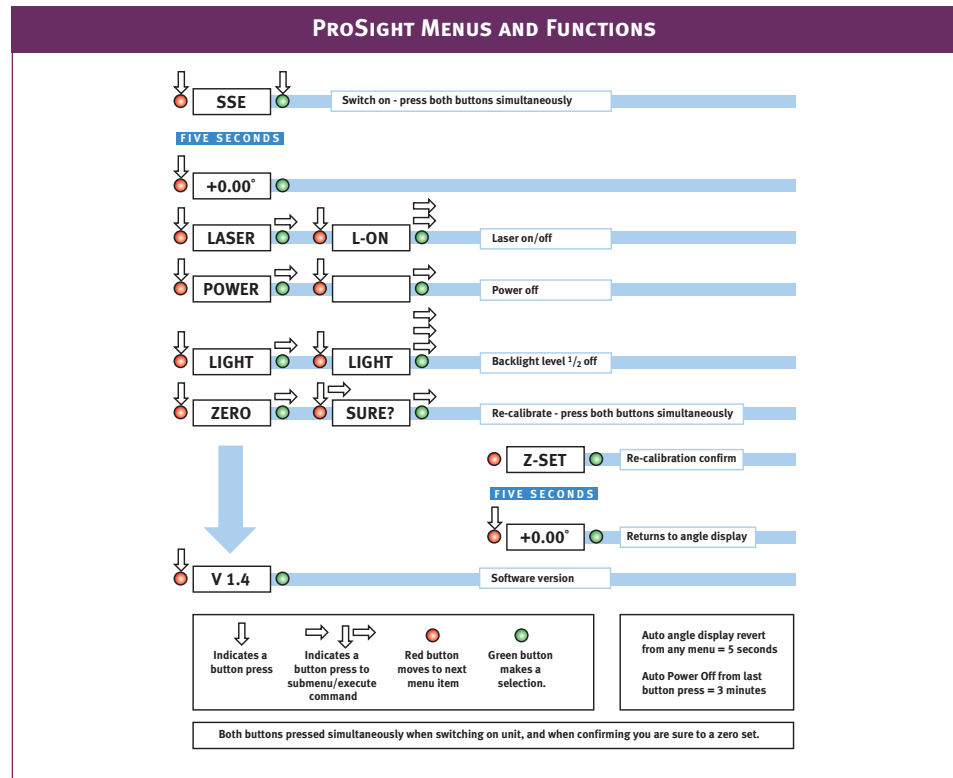 PROSIGHT MENUS AND FUNCTIONS
SSE
Switch on - press both buttons simultaneously
FIVE SECONDS
+0.00°
LASER
L-ON
Laser on/off
POWER
Power off
LIGHT
LIGHT
Backlight level 1/2 off
ZERO
SURE?
Re-calibrate - press both buttons simultaneously
Z-SET
Re-calibration confirm
FIVE SECONDS
+0.00°
Returns to angle display
V 1.4
Software version
Indicates a
button press
Indicates a
button press to
submenu/execute
command
Red button
moves to next
menu item
Green button
makes a
selection.
Auto angle display revert
from any menu = 5 seconds
Auto Power Off from last
button press = 3 minutes
Both buttons pressed simultaneously when switching on unit, and when confirming you are sure to a zero set.